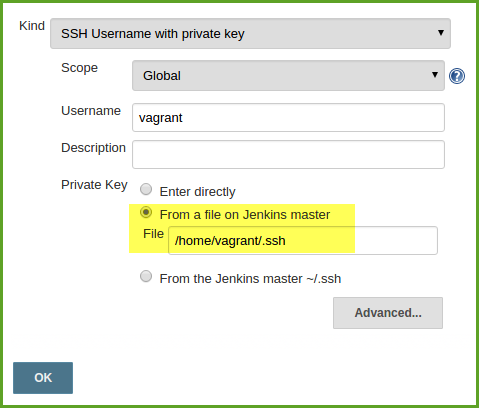 Kind SSH Username with private key
Scope Global
Username vagrant
Description
Private Key Enter directly
From a file on Jenkins master
File /home/vagrant/.ssh
From the Jenkins master ~/.ssh
Advanced...
OK